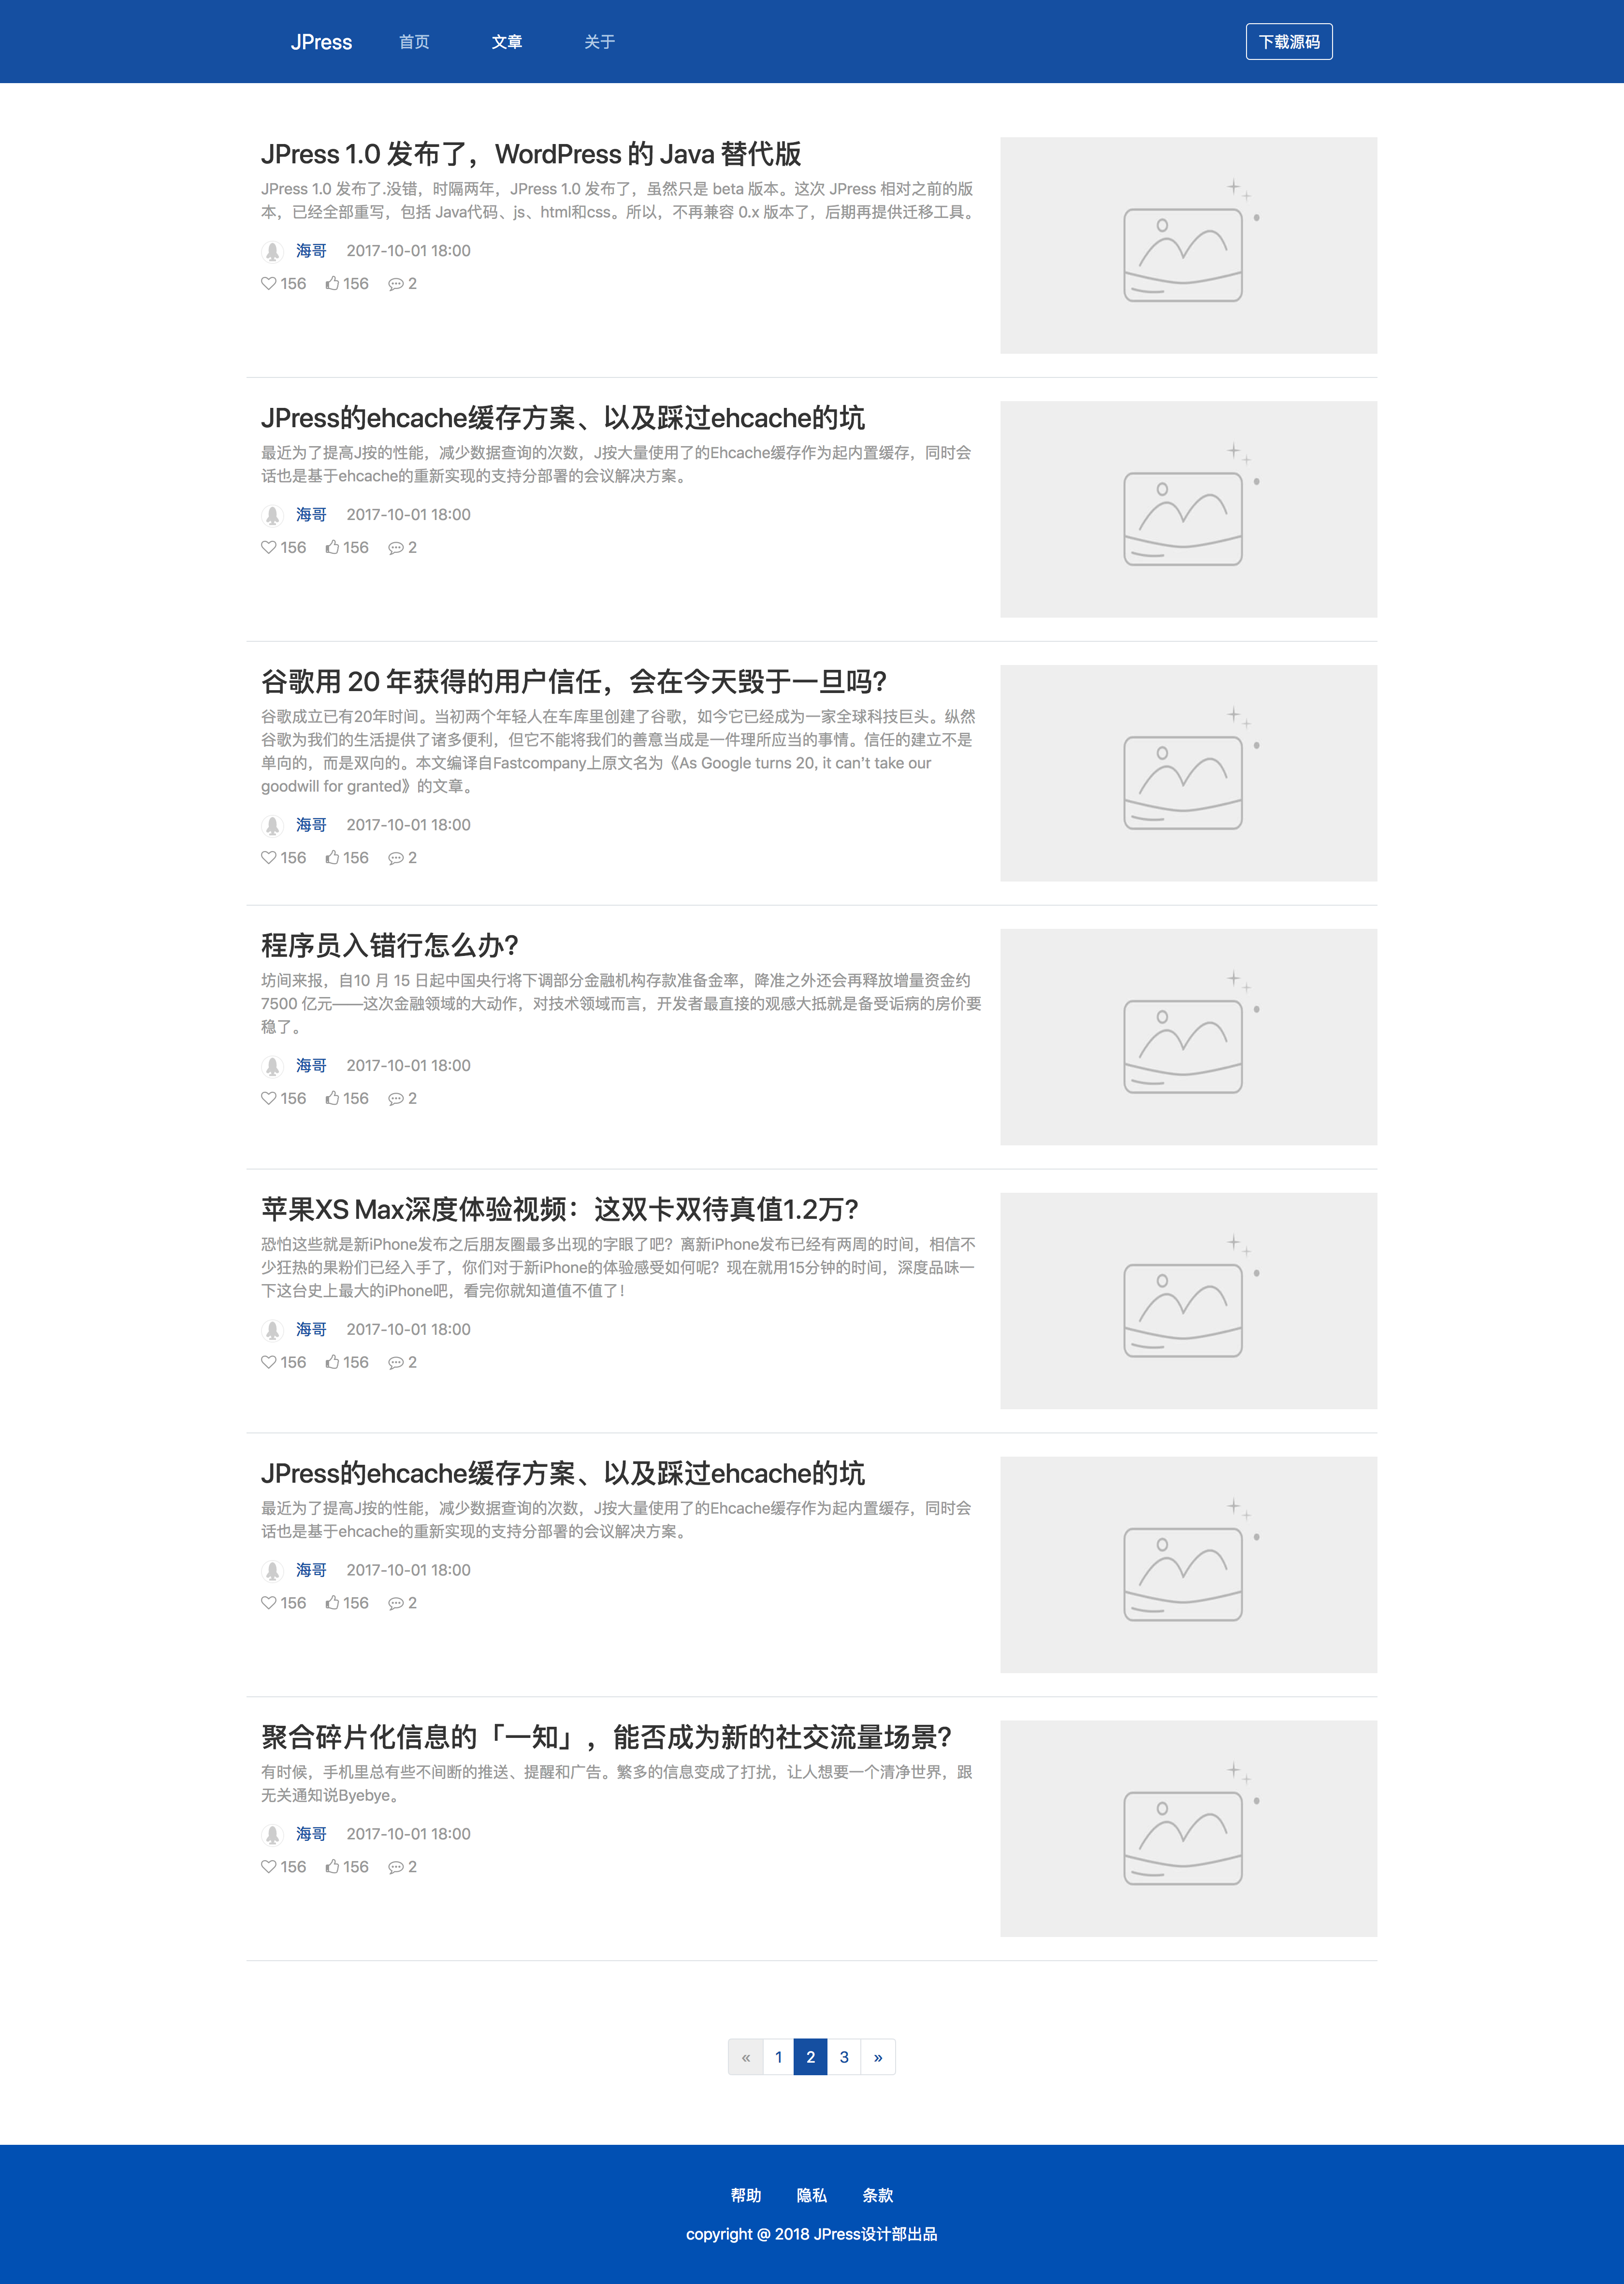 JPress 首页 文章 关于 下载源码
JPress 1.0 发布了，WordPress 的 Java 替代版
JPress 1.0 发布了.没错，时隔两年，JPress 1.0 发布了，虽然只是 beta 版本。这次 JPress 相对之前的版
本，已经全部重写，包括 Java代码、js、html和css。所以，不再兼容 0.x 版本了，后期再提供迁移工具。
海哥 2017-10-01 18:00
156 156 2
JPress的ehcache缓存方案、以及踩过ehcache的坑
最近为了提高J按的性能，减少数据查询的次数，J按大量使用了的Ehcache缓存作为起内置缓存，同时会
话也是基于ehcache的重新实现的支持分部署的会议解决方案。
海哥 2017-10-01 18:00
156 156 2
谷歌用 20 年获得的用户信任，会在今天毁于一旦吗?
谷歌成立已有20年时间。当初两个年轻人在车库里创建了谷歌，如今它已经成为一家全球科技巨头。纵然
谷歌为我们的生活提供了诸多便利，但它不能将我们的善意当成是一件理所应当的事情。信任的建立不是
单向的，而是双向的。本文编译自Fastcompany上原文名为《As Google turns 20, it can’t take our
goodwill for granted》的文章。
海哥 2017-10-01 18:00
156 156 2
程序员入错行怎么办?
坊间来报，自10 月 15 日起中国央行将下调部分金融机构存款准备金率，降准之外还会再释放增量资金约
7500 亿元——这次金融领域的大动作，对技术领域而言，开发者最直接的观感大抵就是备受诟病的房价要
稳了。
海哥 2017-10-01 18:00
156 156 2
苹果XS Max深度体验视频：这双卡双待真值1.2万?
恐怕这些就是新iPhone发布之后朋友圈最多出现的字眼了吧？离新iPhone发布已经有两周的时间，相信不
少狂热的果粉们已经入手了，你们对于新iPhone的体验感受如何呢？现在就用15分钟的时间，深度品味一
下这台史上最大的iPhone吧，看完你就知道值不值了！
海哥 2017-10-01 18:00
156 156 2
JPress的ehcache缓存方案、以及踩过ehcache的坑
最近为了提高J按的性能，减少数据查询的次数，J按大量使用了的Ehcache缓存作为起内置缓存，同时会
话也是基于ehcache的重新实现的支持分部署的会议解决方案。
海哥 2017-10-01 18:00
156 156 2
聚合碎片化信息的「一知」，能否成为新的社交流量场景?
有时候，手机里总有些不间断的推送、提醒和广告。繁多的信息变成了打扰，让人想要一个清净世界，跟
无关通知说Byebye。
海哥 2017-10-01 18:00
156 156 2
« 1 2 3 »
帮助 隐私 条款
copyright @ 2018 JPress设计部出品